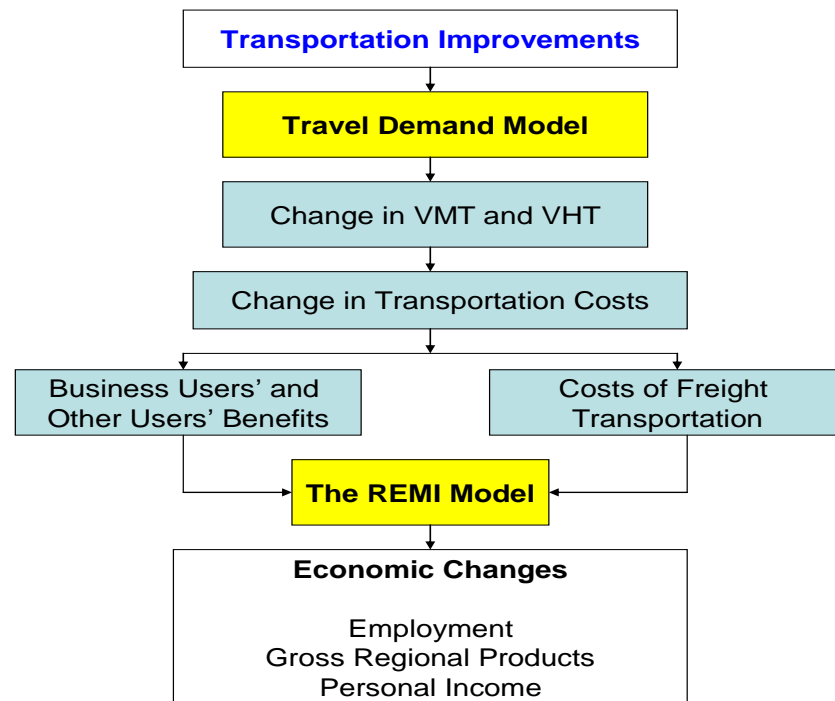 Transportation Improvements
Travel Demand Model
Change in VMT and VHT
Change in Transportation Costs
Business Users’ and
Other Users’ Benefits
Costs of Freight
Transportation
The REMI Model
Economic Changes
Employment
Gross Regional Products
Personal Income